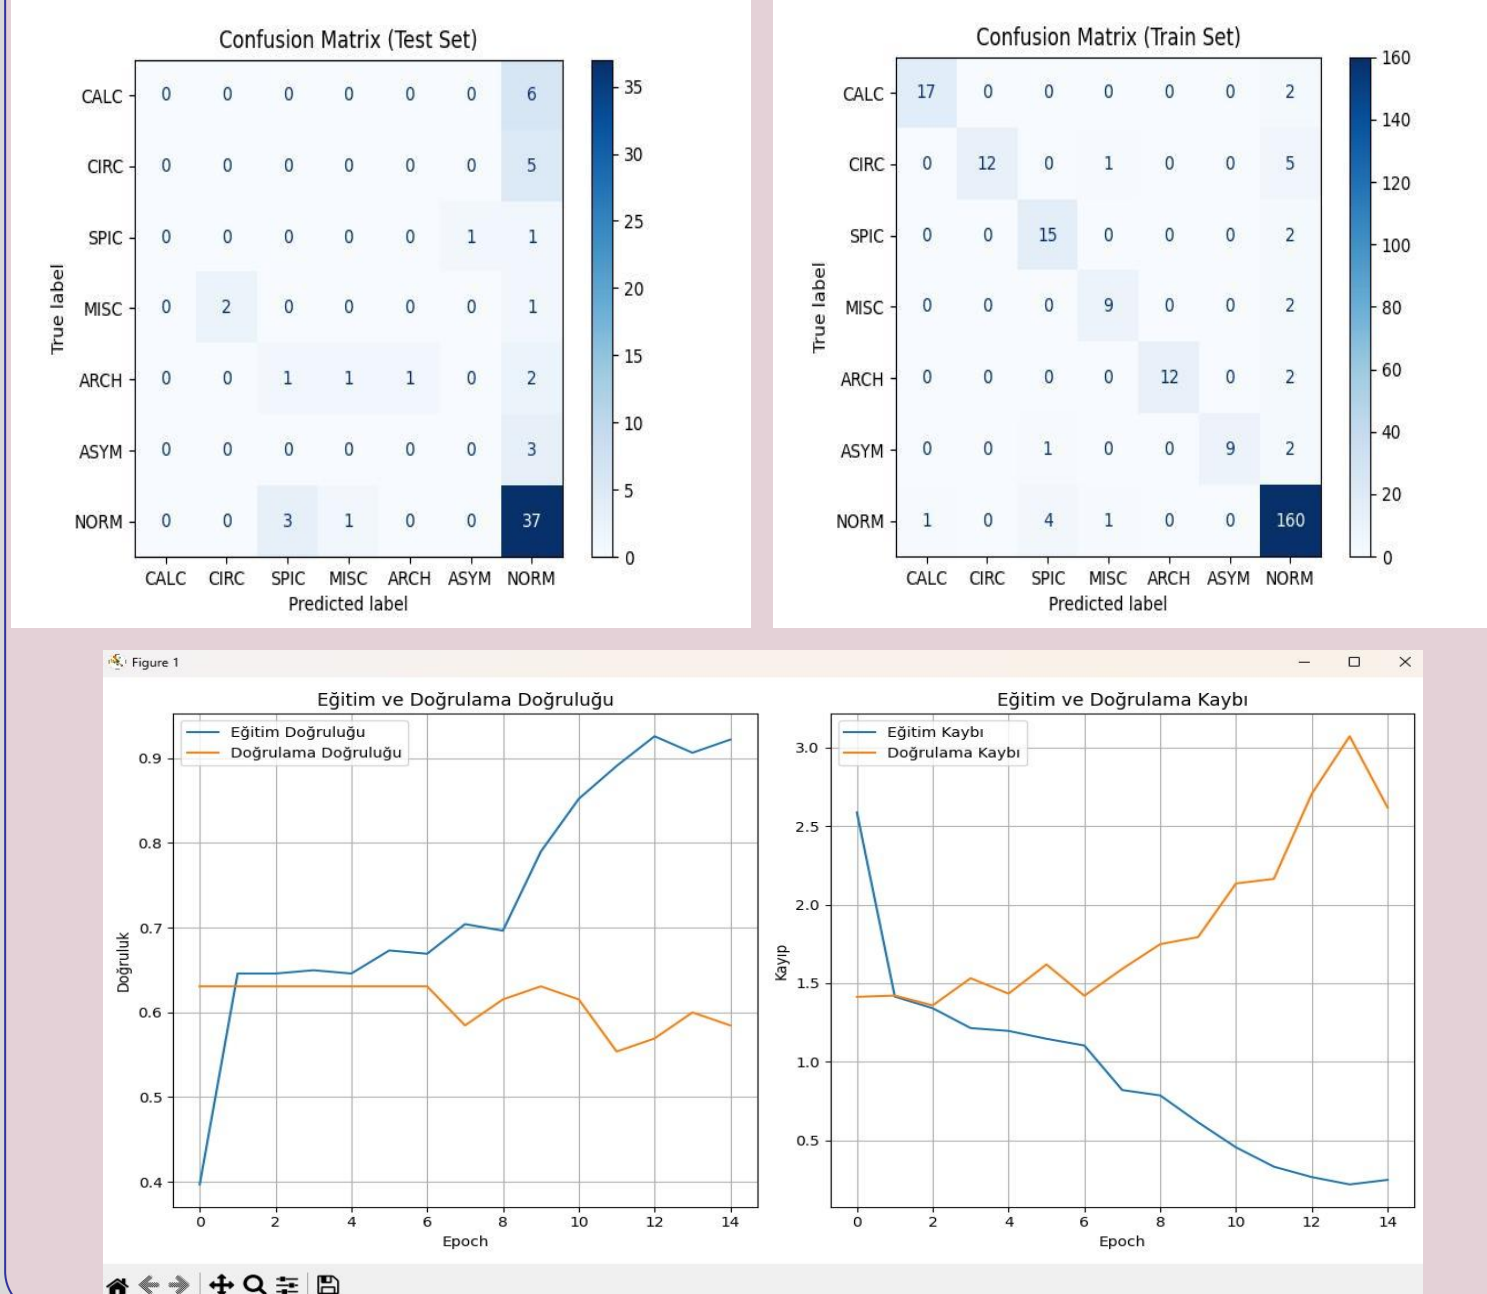 Confusion Matrix (Test Set)
CALC 0 0 0 0 0 0 6
CIRC 0 0 0 0 0 0 5
SPIC 0 0 0 0 0 1 1
MISC 0 2 0 0 0 0 1
ARCH 0 0 1 1 1 0 2
ASYM 0 0 0 0 0 0 3
NORM 0 0 3 1 0 0 37
CALC CIRC SPIC MISC ARCH ASYM NORM
Predicted label
True label
35
30
25
20
15
10
5
0
Confusion Matrix (Train Set)
CALC 17 0 0 0 0 0 2
CIRC 0 12 0 1 0 0 5
SPIC 0 0 15 0 0 0 2
MISC 0 0 0 9 0 0 2
ARCH 0 0 0 0 12 0 2
ASYM 0 0 1 0 0 9 2
NORM 1 0 4 1 0 0 160
CALC CIRC SPIC MISC ARCH ASYM NORM
Predicted label
True label
160
140
120
100
80
60
40
20
0
Figure 1
Eğitim ve Doğrulama Doğruluğu
Eğitim Doğruluğu
Doğrulama Doğruluğu
0.9
0.8
0.7
0.6
0.5
0.4
Doğruluk
0 2 4 6 8 10 12 14
Epoch
Eğitim ve Doğrulama Kaybı
Eğitim Kaybı
Doğrulama Kaybı
3.0
2.5
2.0
1.5
1.0
0.5
Kayıp
0 2 4 6 8 10 12 14
Epoch